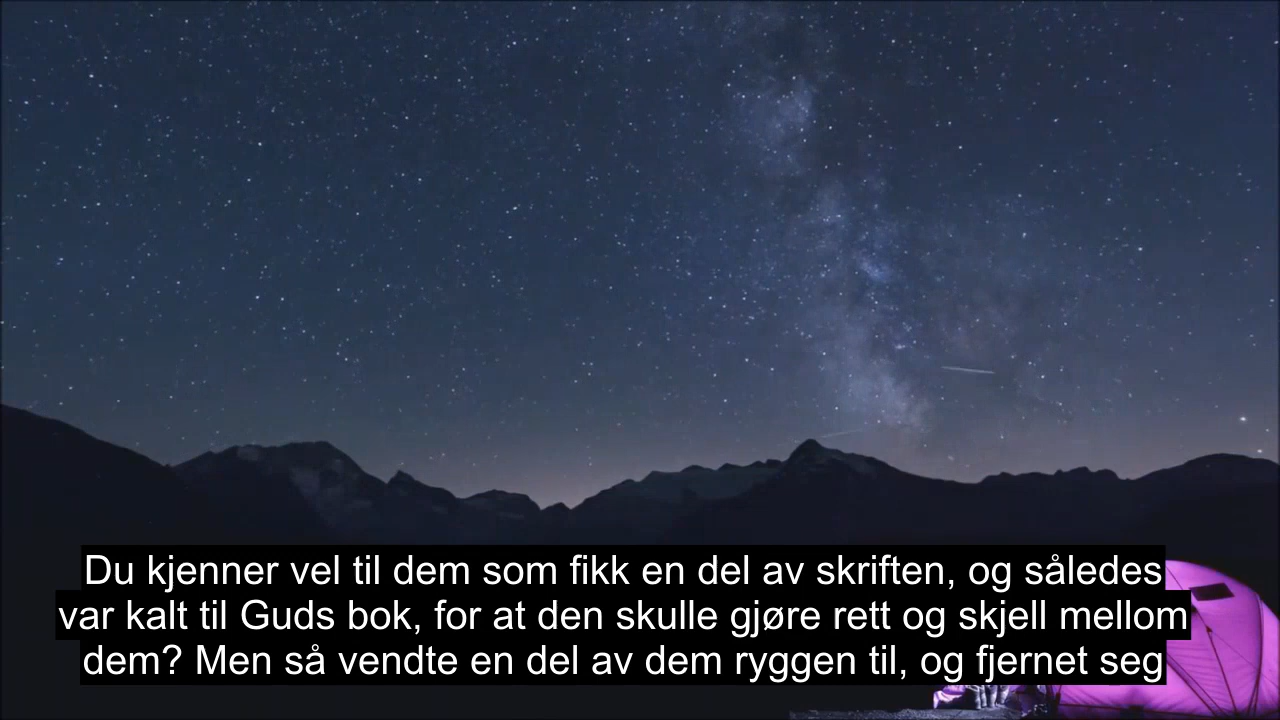 Du kjenner vel til dem som fikk en del av skriften, og således
var kalt til Guds bok, for at den skulle gjøre rett og skjell mellom
dem? Men så vendte en del av dem ryggen til, og fjernet seg